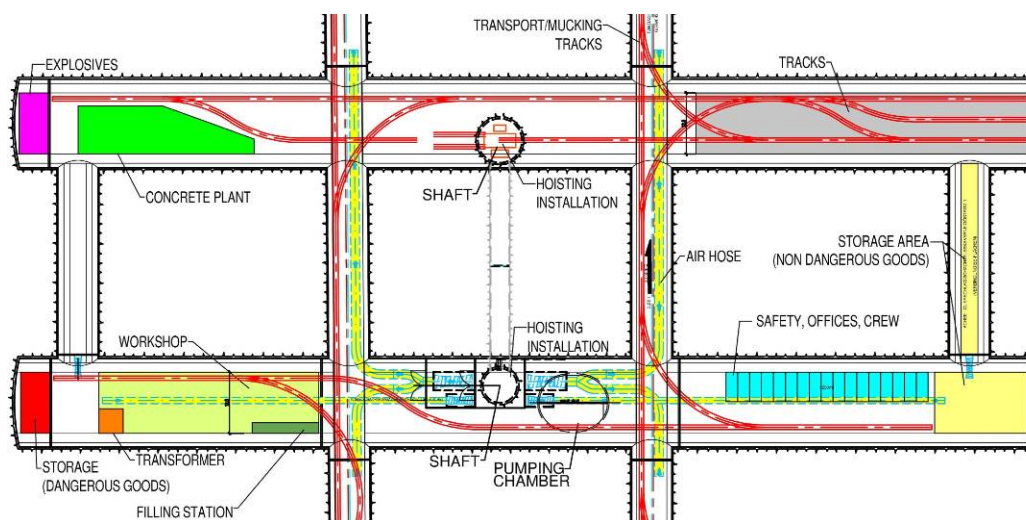 TRANSPORT/MUCKING
TRACKS
EXPLOSIVES
TRACKS
CONCRETE PLANT
SHAFT
HOISTING
INSTALLATION
STORAGE AREA
(NON DANGEROUS GOODS)
AIR HOSE
WORKSHOP
HOISTING
INSTALLATION
SAFETY, OFFICES, CREW
TRANSFORMER
SHAFT
PUMPING
CHAMBER
STORAGE
(DANGEROUS GOODS)
FILLING STATION